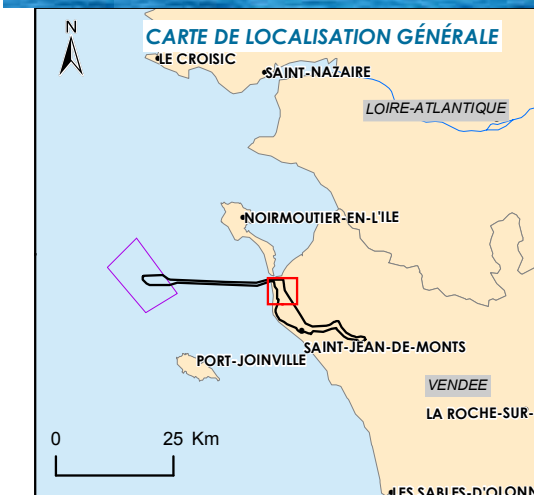 N
CARTE DE LOCALISATION GÉNÉRALE
LE CROISIC
SAINT-NAZAIRE
LOIRE-ATLANTIQUE
NOIRMOUTIER-EN-L'ILE
SAINT-JEAN-DE-MONTS
PORT-JOINVILLE
VENDEE
LA ROCHE-SUR-
0 25 Km
LES SABLES-D'OLONN